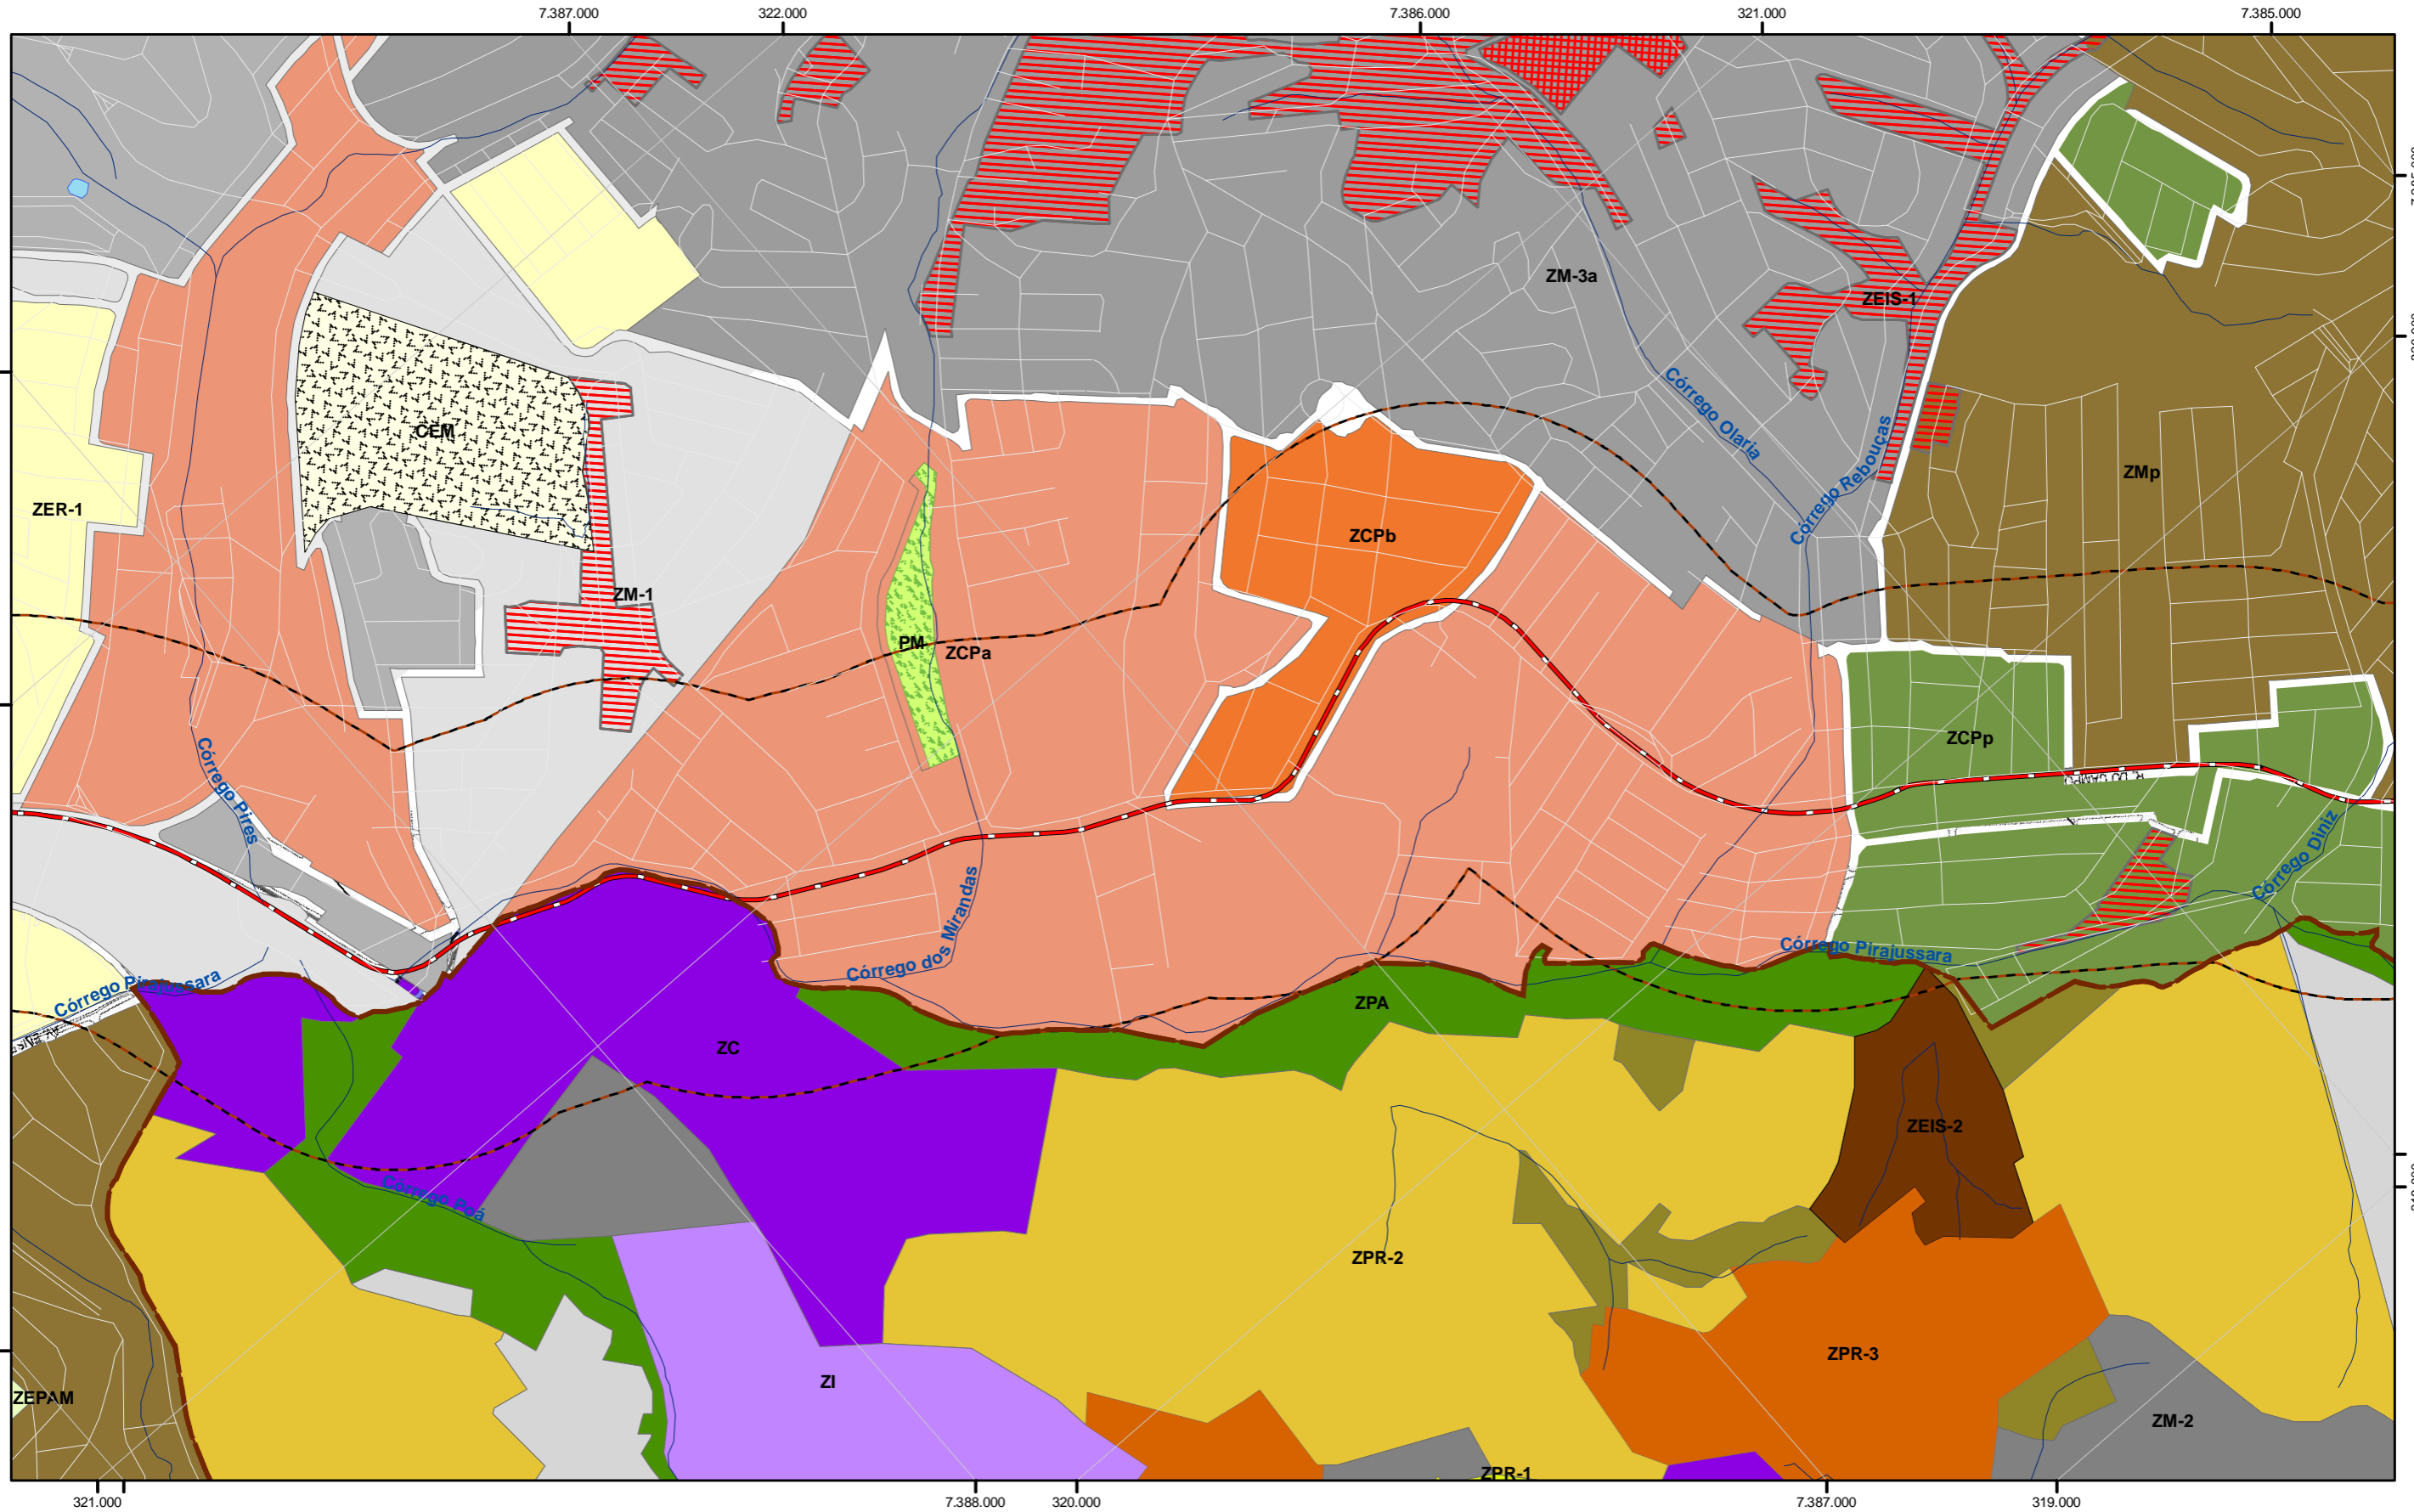 7.387.000
322.000
7.386.000
321.000
7.385.000
ZM-3a
ZEIS-1
Córrego Olaria
Córrego Rebouças
CEM
ZMp
ZER-1
ZCPb
ZM-1
PM
ZCPa
ZCPp
Córrego Pires
R. DO CAMPO
Córrego Diniz
Córrego dos Mirandas
Córrego Pirajussara
Córrego Pirajussara
ZPA
ZC
ZEIS-2
Córrego Poá
ZPR-2
ZPR-3
ZI
ZEPAM
ZM-2
ZPR-1
321.000
7.388.000
320.000
7.387.000
319.000